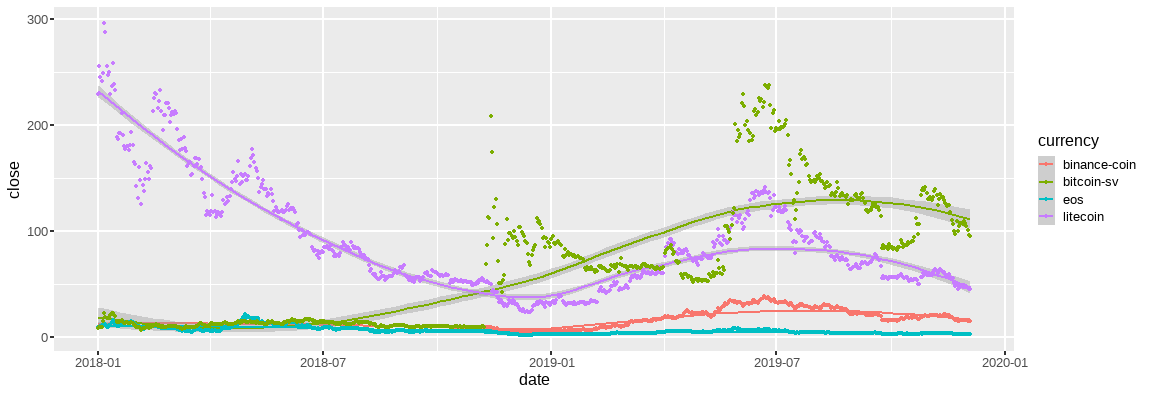 300
200
100
0
close
2018-01
2018-07
2019-01
2019-07
2020-01
date
currency
binance-coin
bitcoin-sv
eos
litecoin